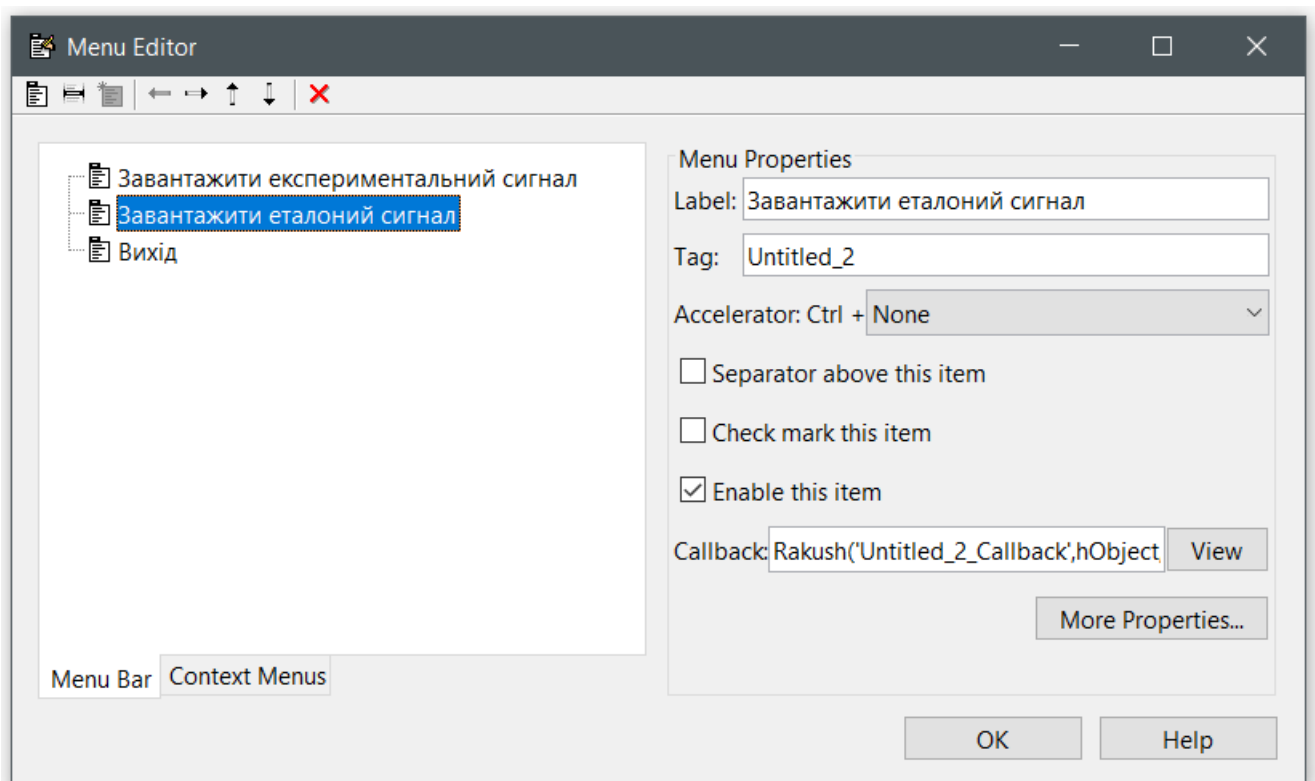 Menu Editor
Завантажити експериментальний сигнал
Завантажити еталоний сигнал
Вихід
Menu Bar
Context Menus
Menu Properties
Label: Завантажити еталоний сигнал
Tag: Untitled_2
Accelerator: Ctrl + None
Separator above this item
Check mark this item
Enable this item
Callback: Rakush('Untitled_2_Callback',hObject, View
More Properties...
OK Help